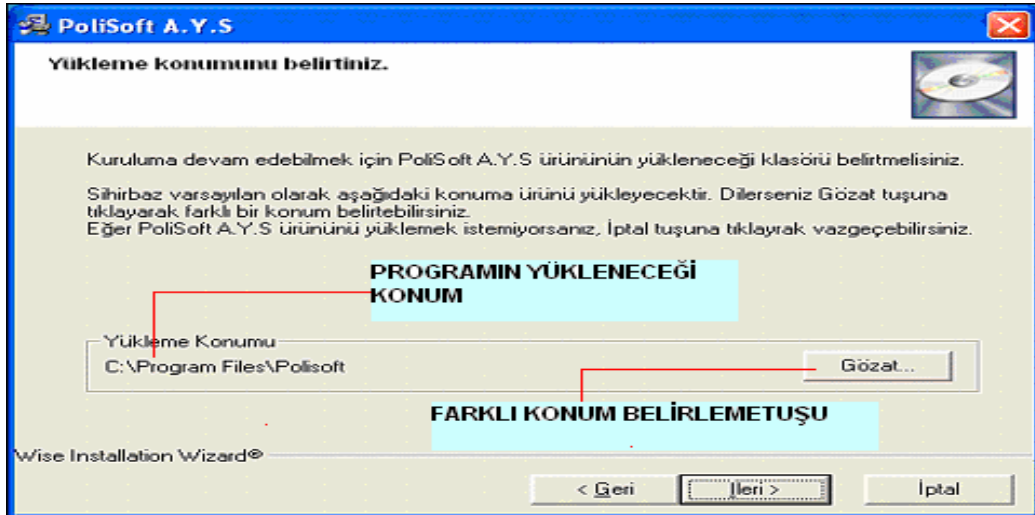 PoliSoft A.Y.S
Yükleme konumunu belirtiniz.
Kuruluma devam edebilmek için PoliSoft A.Y.S ürününün yükleneceği klasörü belirtmelisiniz.
Sihirbaz varsayılan olarak aşağıdaki konuma ürünü yükleyecektir. Dilerseniz Gözat tuşuna
tıklayarak farklı bir konum belirtebilirsiniz.
Eğer PoliSoft A.Y.S ürününü yüklemek istemiyorsanız, İptal tuşuna tıklayrak vazgeçebilirsiniz.
PROGRAMIN YÜKLENECEĞİ
KONUM
Yükleme Konumu
C:\Program Files\Polisoft
Gözat...
FARKLI KONUM BELİRLEMETUŞU
Wise Installation Wizard®
< Geri
İleri >
İptal